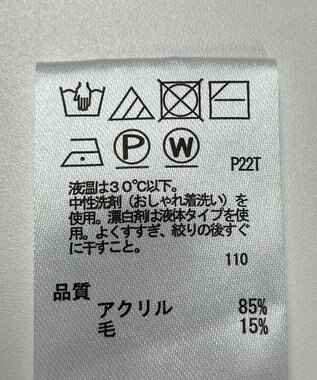 P
W
P22T
液温は30℃以下。
中性洗剤（おしゃれ着洗い）を
使用。漂白剤は液体タイプを使
用。よくすすぎ、絞りの後すぐ
に干すこと。
110
品質
アクリル 85%
毛 15%